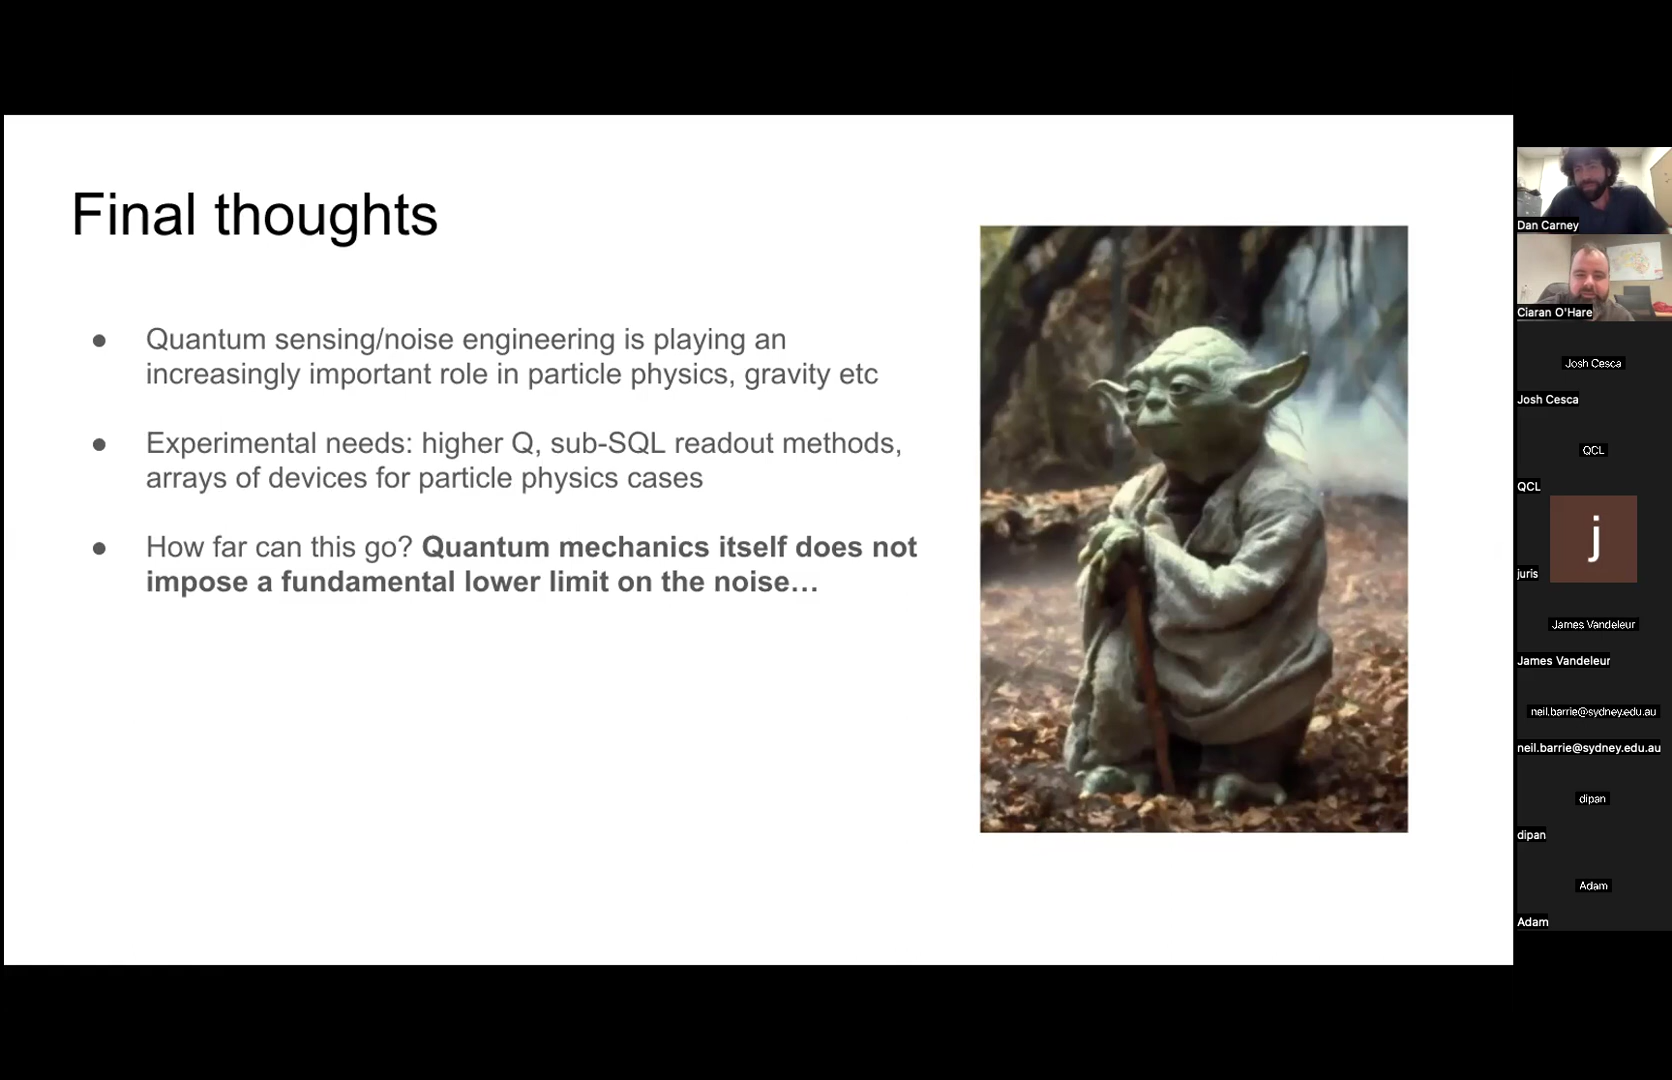 Final thoughts
● Quantum sensing/noise engineering is playing an
increasingly important role in particle physics, gravity etc
● Experimental needs: higher Q, sub-SQL readout methods,
arrays of devices for particle physics cases
● How far can this go? Quantum mechanics itself does not
impose a fundamental lower limit on the noise…
Dan Carney
Ciaran O'Hare
Josh Cesca
Josh Cesca
QCL
QCL
j
juris
James Vandeleur
James Vandeleur
neil.barrie@sydney.edu.au
neil.barrie@sydney.edu.au
dipan
dipan
Adam
Adam